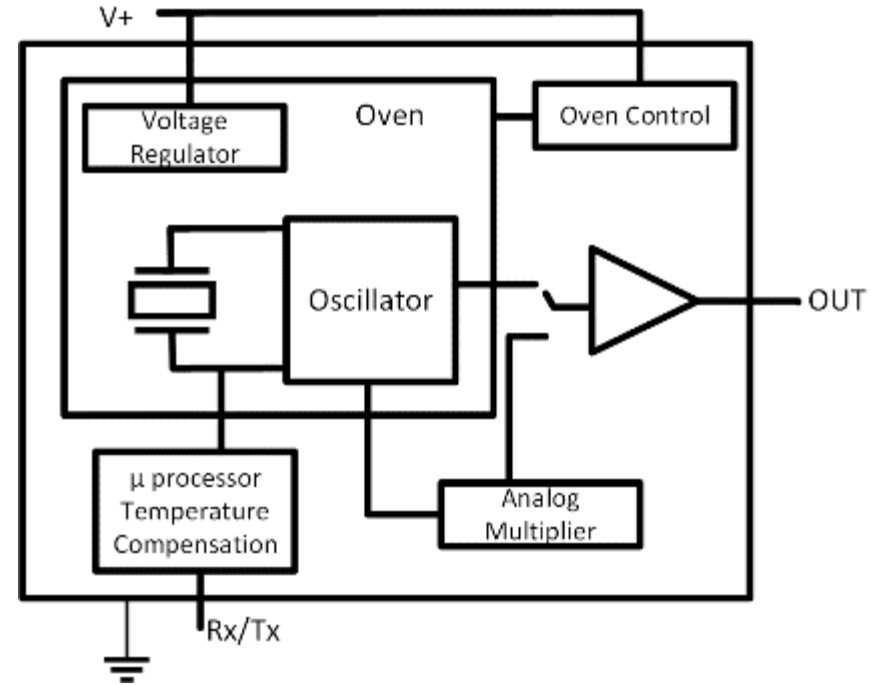 V+
Voltage
Regulator
Oven
Oven Control
Oscillator
OUT
μ processor
Temperature
Compensation
Analog
Multiplier
Rx/Tx